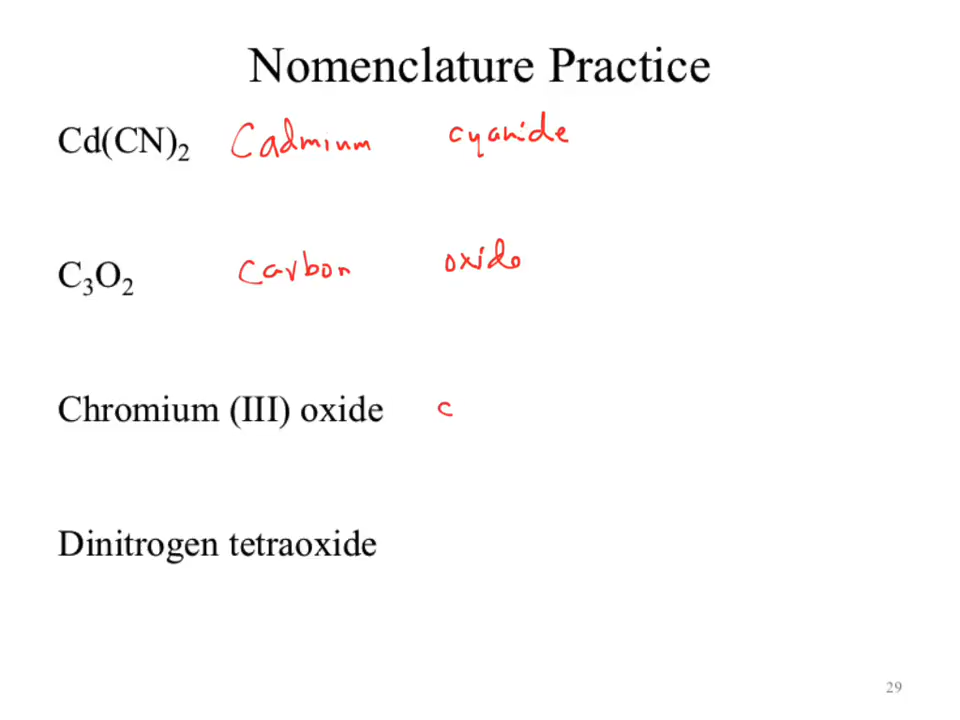 Nomenclature Practice
Cd(CN)₂ Cadmium cyanide
C₃O₂ Carbon oxide
Chromium (III) oxide c
Dinitrogen tetraoxide
29